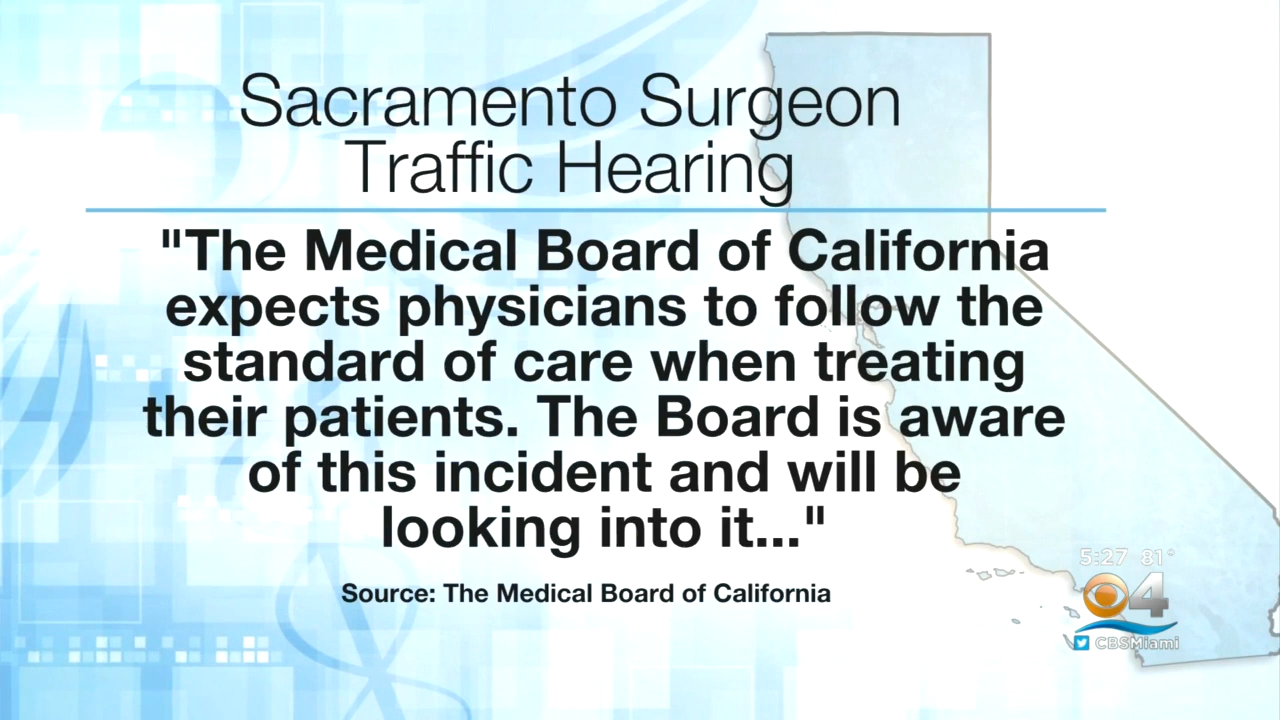 Sacramento Surgeon
Traffic Hearing
"The Medical Board of California
expects physicians to follow the
standard of care when treating
their patients. The Board is aware
of this incident and will be
looking into it..."
Source: The Medical Board of California
5:27 81°
4
CBSMiami